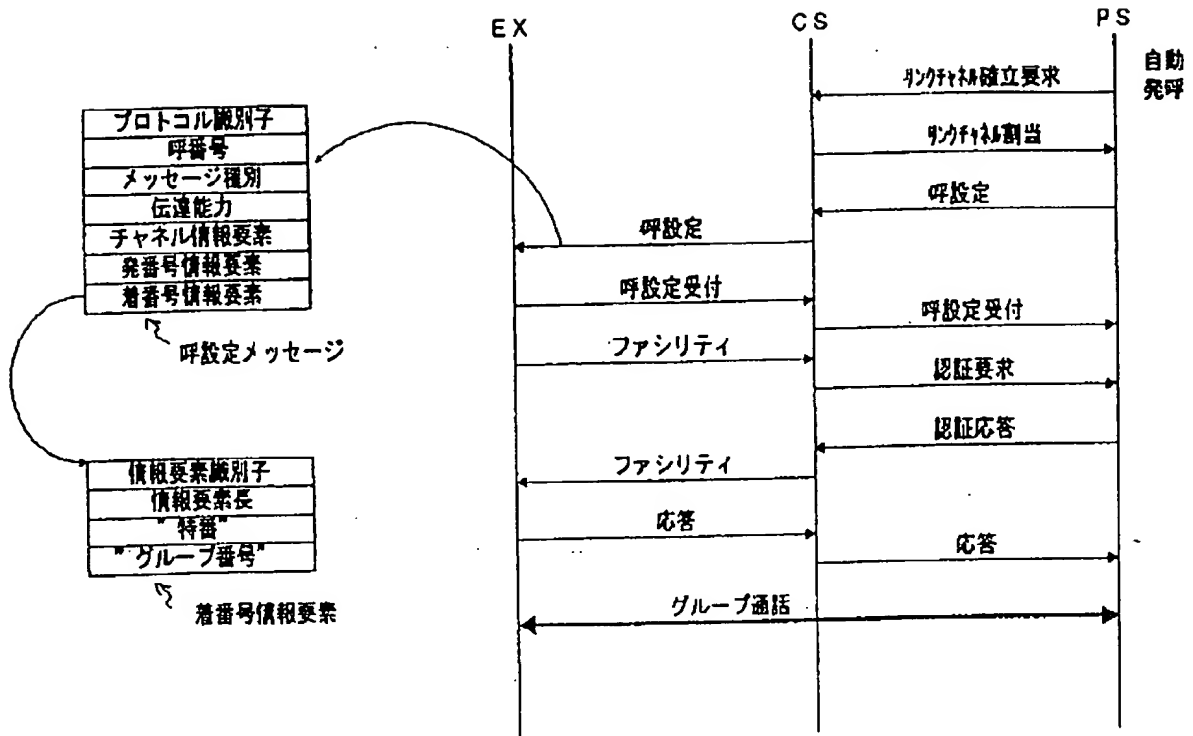 EX
CS
PS
自動
発呼
リンクチャネル確立要求
リンクチャネル割当
呼設定
呼設定
呼設定受付
呼設定受付
ファシリティ
認証要求
認証応答
ファシリティ
応答
応答
グループ通話
プロトコル識別子
呼番号
メッセージ種別
伝達能力
チャネル情報要素
発番号情報要素
着番号情報要素
呼設定メッセージ
情報要素識別子
情報要素長
"特番"
"グループ番号"
着番号情報要素